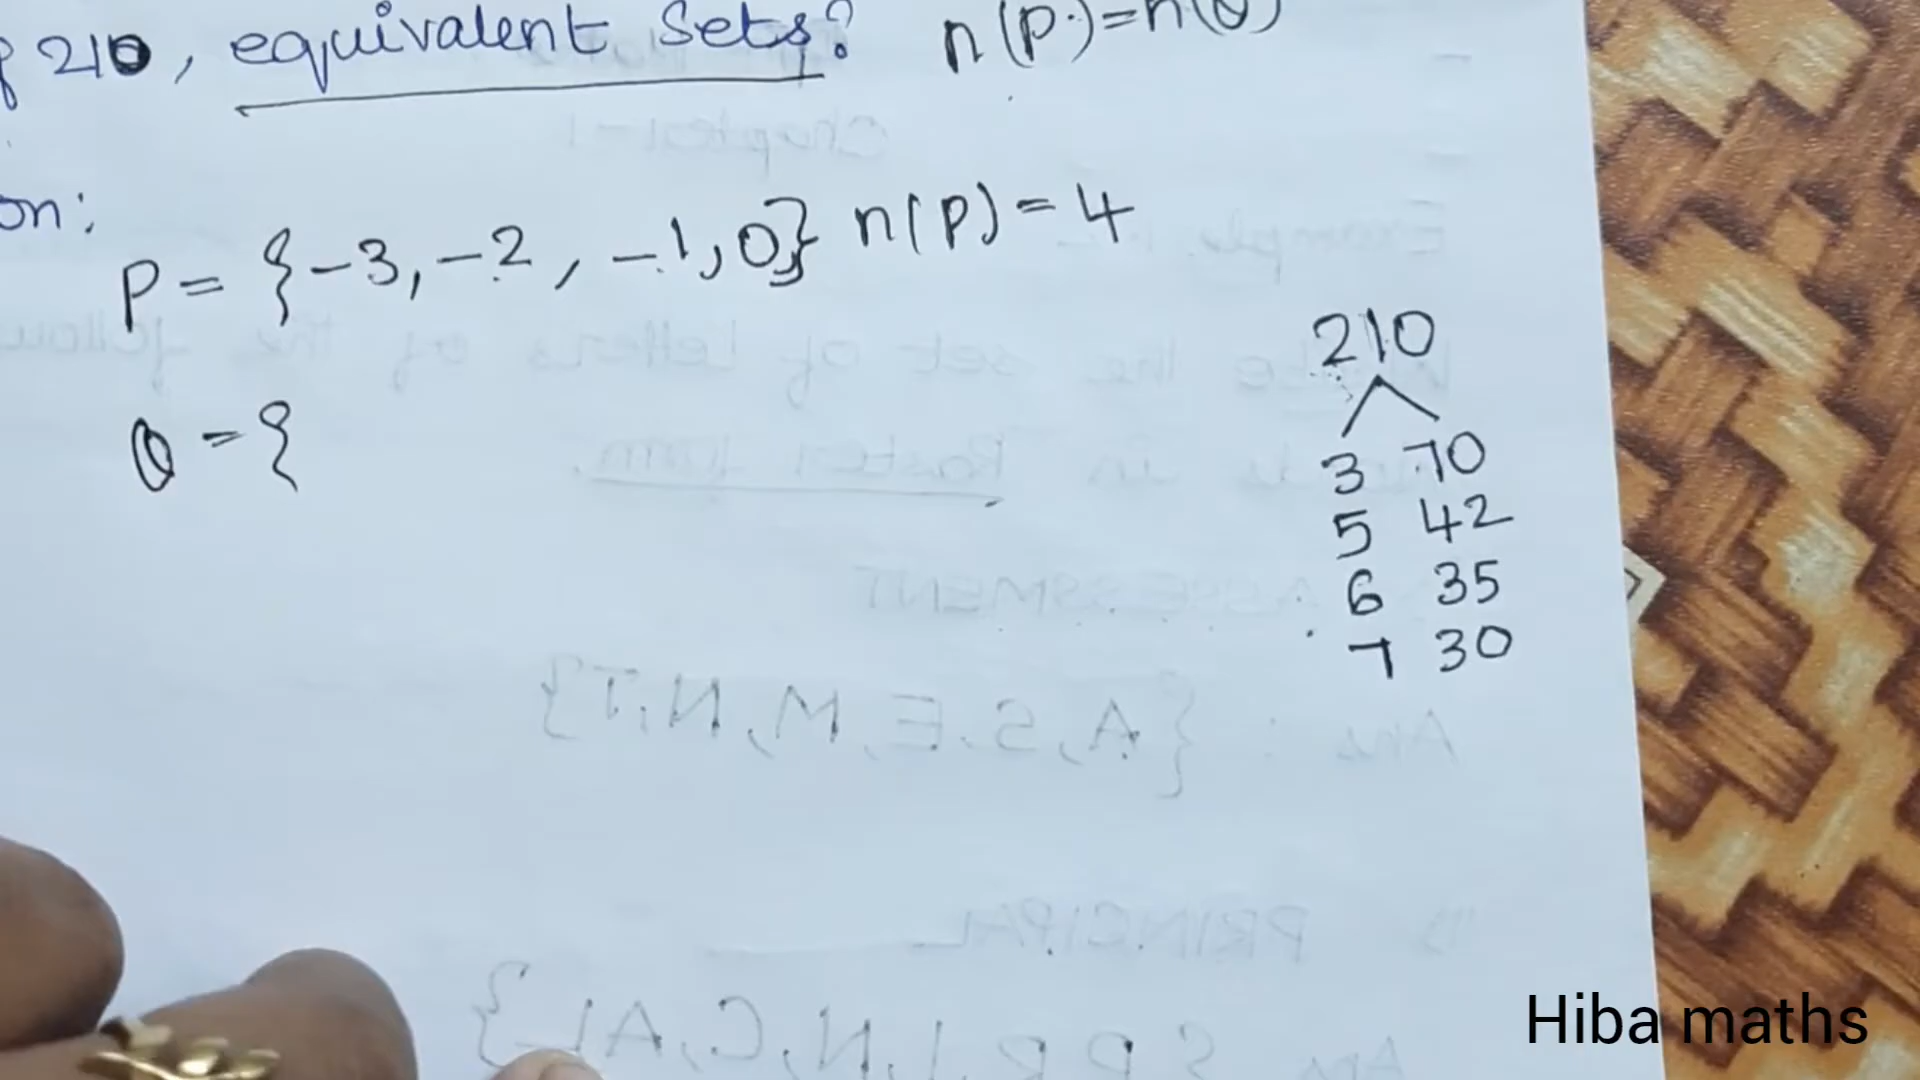 210, equivalent sets? n(P)=n(Q)
on:
P = {-3, -2, -1, 0} n(p) = 4
Q = {
210
3 70
5 42
6 35
7 30
Hiba maths